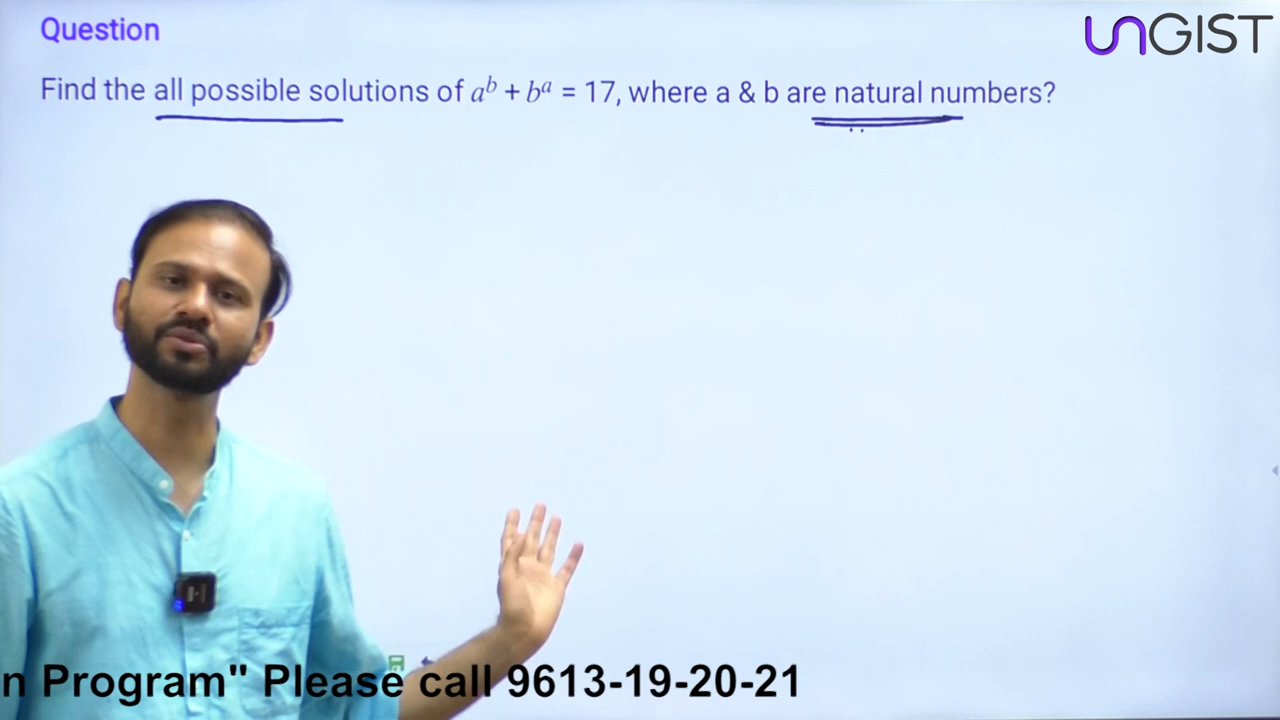 Question
UNGIST
Find the all possible solutions of a^b + b^a = 17, where a & b are natural numbers?
n Program" Please call 9613-19-20-21